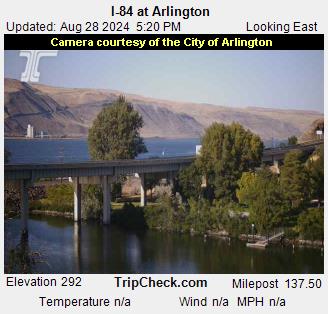 I-84 at Arlington
Updated: Aug 28 2024 5:20 PM Looking East
Camera courtesy of the City of Arlington
Elevation 292 TripCheck.com Milepost 137.50
Temperature n/a Wind n/a MPH n/a